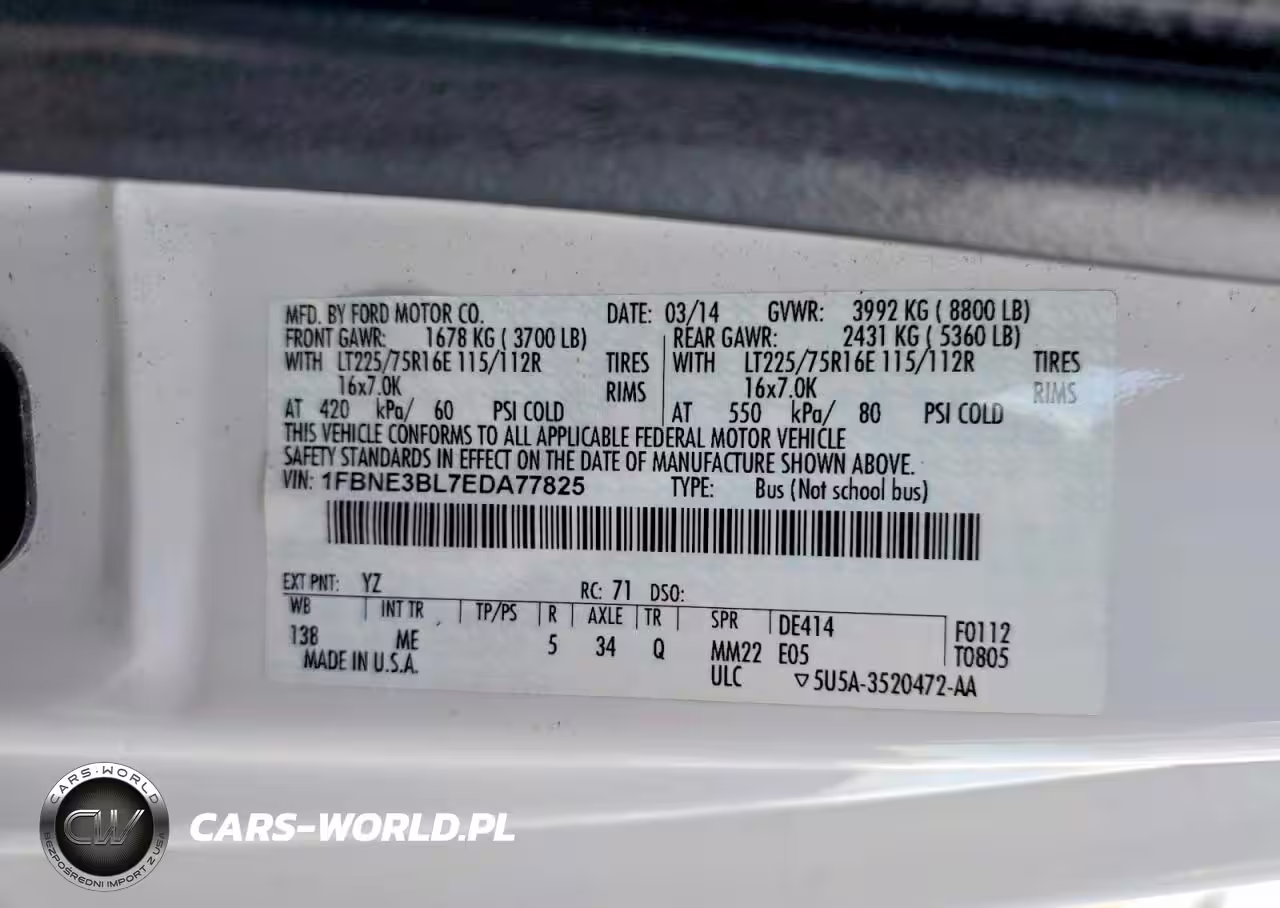 MFD. BY FORD MOTOR CO. DATE: 03/14 GVWR: 3992 KG ( 8800 LB)
FRONT GAWR: 1678 KG ( 3700 LB) REAR GAWR: 2431 KG ( 5360 LB)
WITH LT225/75R16E 115/112R TIRES WITH LT225/75R16E 115/112R TIRES
16x7.0K RIMS 16x7.0K RIMS
AT 420 kPa/ 60 PSI COLD AT 550 kPa/ 80 PSI COLD
THIS VEHICLE CONFORMS TO ALL APPLICABLE FEDERAL MOTOR VEHICLE
SAFETY STANDARDS IN EFFECT ON THE DATE OF MANUFACTURE SHOWN ABOVE.
VIN: 1FBNE3BL7EDA77825 TYPE: Bus (Not school bus)
EXT PNT: YZ RC: 71 DSO:
WB INT TR TP/PS R AXLE TR SPR DE414 F0112
138 ME 5 34 Q MM22 E05 T0805
MADE IN U.S.A. ULC ▽5U5A-3520472-AA
CARS-WORLD
CW
BEZPOŚREDNI IMPORT Z USA
CARS-WORLD.PL